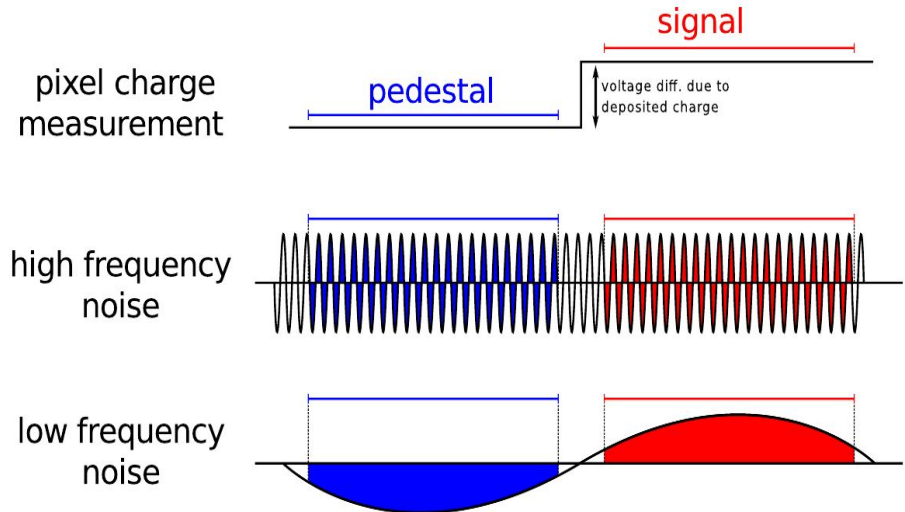 signal
pixel charge
measurement
pedestal
voltage diff. due to
deposited charge
high frequency
noise
low frequency
noise